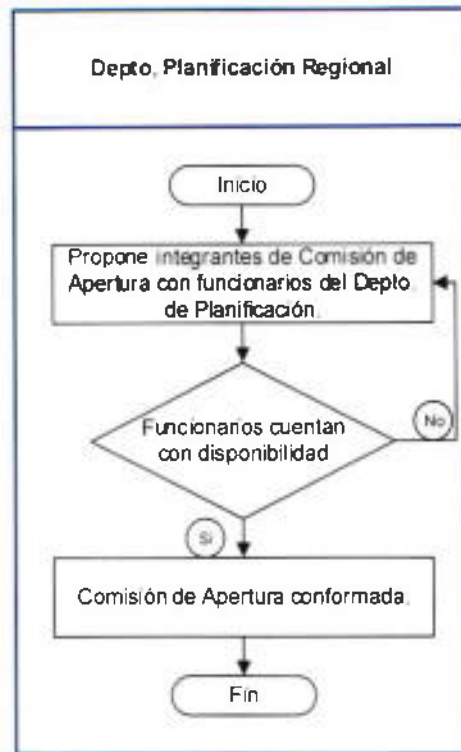 Depto. Planificación Regional
Inicio
Propone integrantes de Comisión de
Apertura con funcionarios del Depto.
de Planificación.
Funcionarios cuentan
con disponibilidad
No
Si
Comisión de Apertura conformada.
Fin